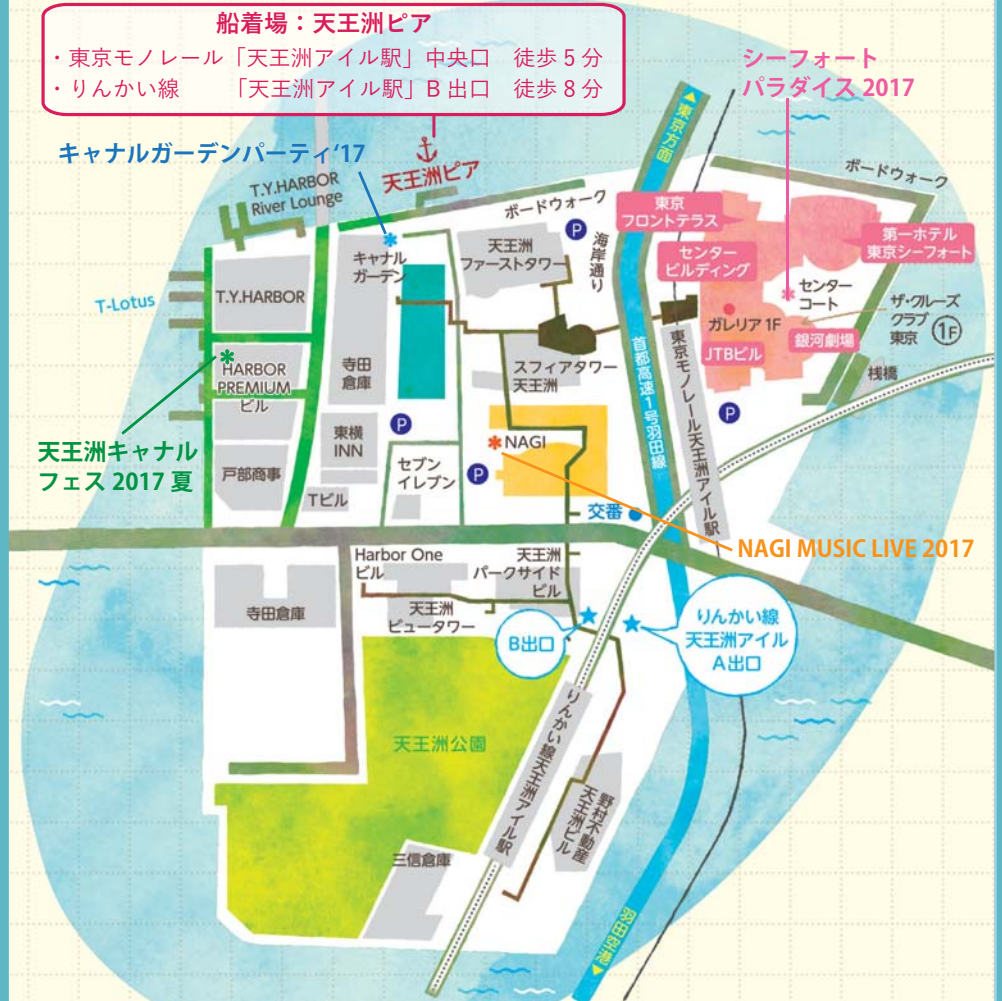 船着場：天王洲ピア
・東京モノレール「天王洲アイル駅」中央口　徒歩５分
・りんかい線　　「天王洲アイル駅」B出口　徒歩８分
シーフォート
パラダイス 2017
キャナルガーデンパーティ‘17
天王洲ピア
T.Y.HARBOR
River Lounge
ボードウォーク
▲東京方面
ボードウォーク
東京
フロントテラス
第一ホテル
東京シーフォート
センター
ビルディング
P
海岸通り
天王洲
ファーストタワー
キャナル
ガーデン
T-Lotus
T.Y.HARBOR
センター
コート
ザ・クルーズ
クラブ
東京
1F
ガレリア 1F
銀河劇場
JTBビル
桟橋
HARBOR
PREMIUM
ビル
寺田
倉庫
スフィアタワー
天王洲
首都高速1号羽田線
東京モノレール天王洲アイル駅
P
天王洲キャナル
フェス 2017 夏
戸部商事
東横
INN
P
NAGI
セブン
イレブン
P
Tビル
交番
NAGI MUSIC LIVE 2017
Harbor One
ビル
天王洲
パークサイド
ビル
寺田倉庫
天王洲
ビュータワー
B出口
りんかい線
天王洲アイル
A出口
天王洲公園
りんかい線天王洲アイル駅
野村不動産
天王洲ビル
三信倉庫
羽田空港▼